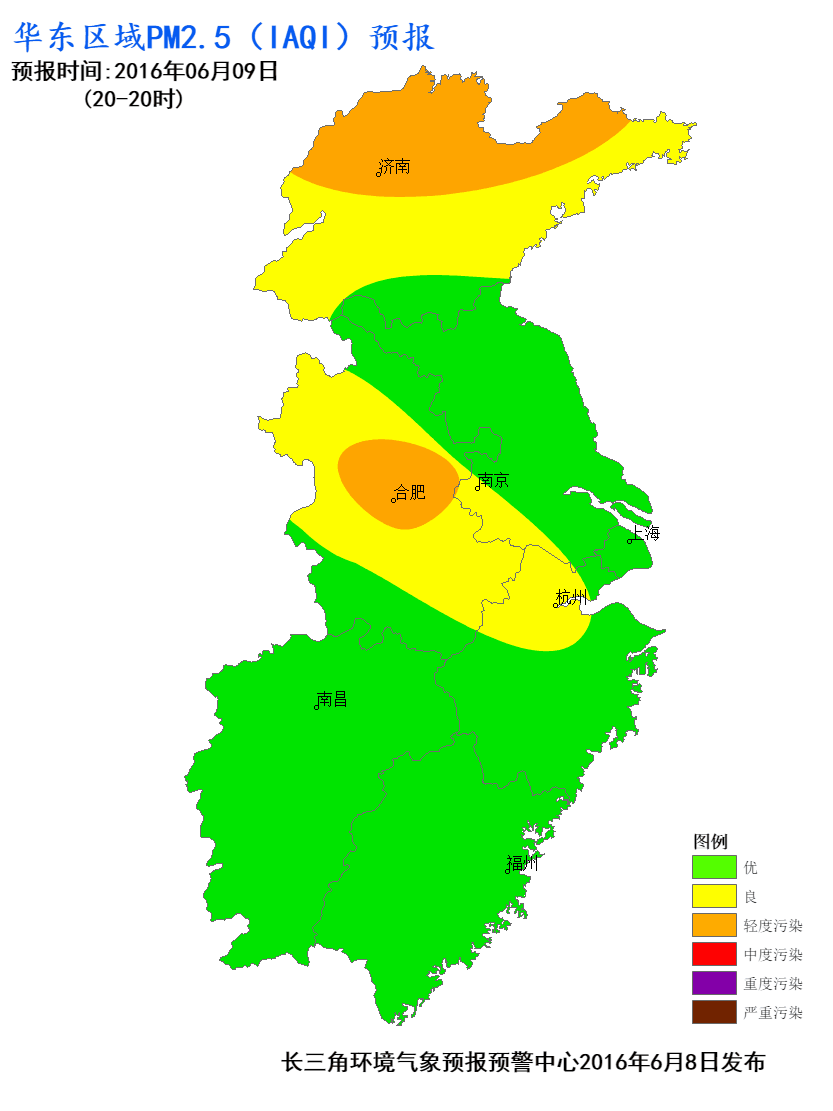 华东区域PM2.5（IAQI）预报
预报时间:2016年06月09日
(20-20时)
济南
南京
合肥
上海
杭州
南昌
福州
图例
优
良
轻度污染
中度污染
重度污染
严重污染
长三角环境气象预报预警中心2016年6月8日发布